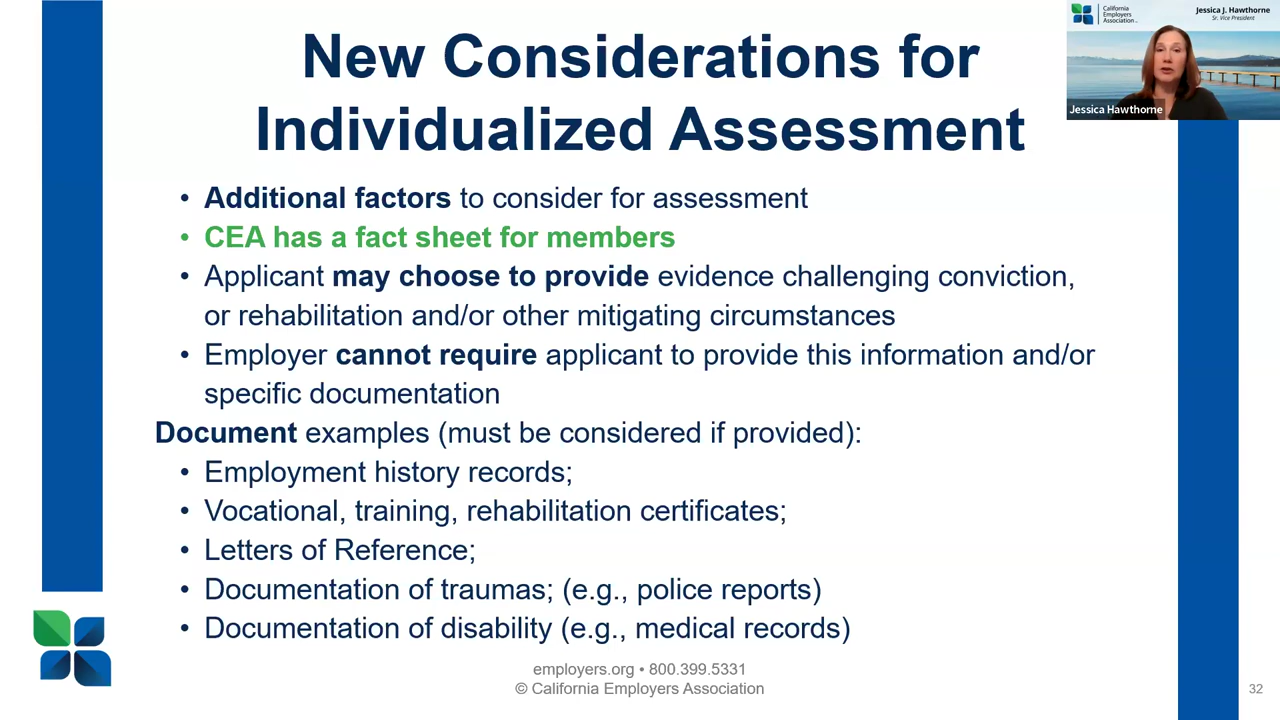 New Considerations for
Individualized Assessment
• Additional factors to consider for assessment
• CEA has a fact sheet for members
• Applicant may choose to provide evidence challenging conviction,
or rehabilitation and/or other mitigating circumstances
• Employer cannot require applicant to provide this information and/or
specific documentation
Document examples (must be considered if provided):
• Employment history records;
• Vocational, training, rehabilitation certificates;
• Letters of Reference;
• Documentation of traumas; (e.g., police reports)
• Documentation of disability (e.g., medical records)
employers.org • 800.399.5331
© California Employers Association
32
California
Employers
Association
Jessica J. Hawthorne
Sr. Vice President
Jessica Hawthorne